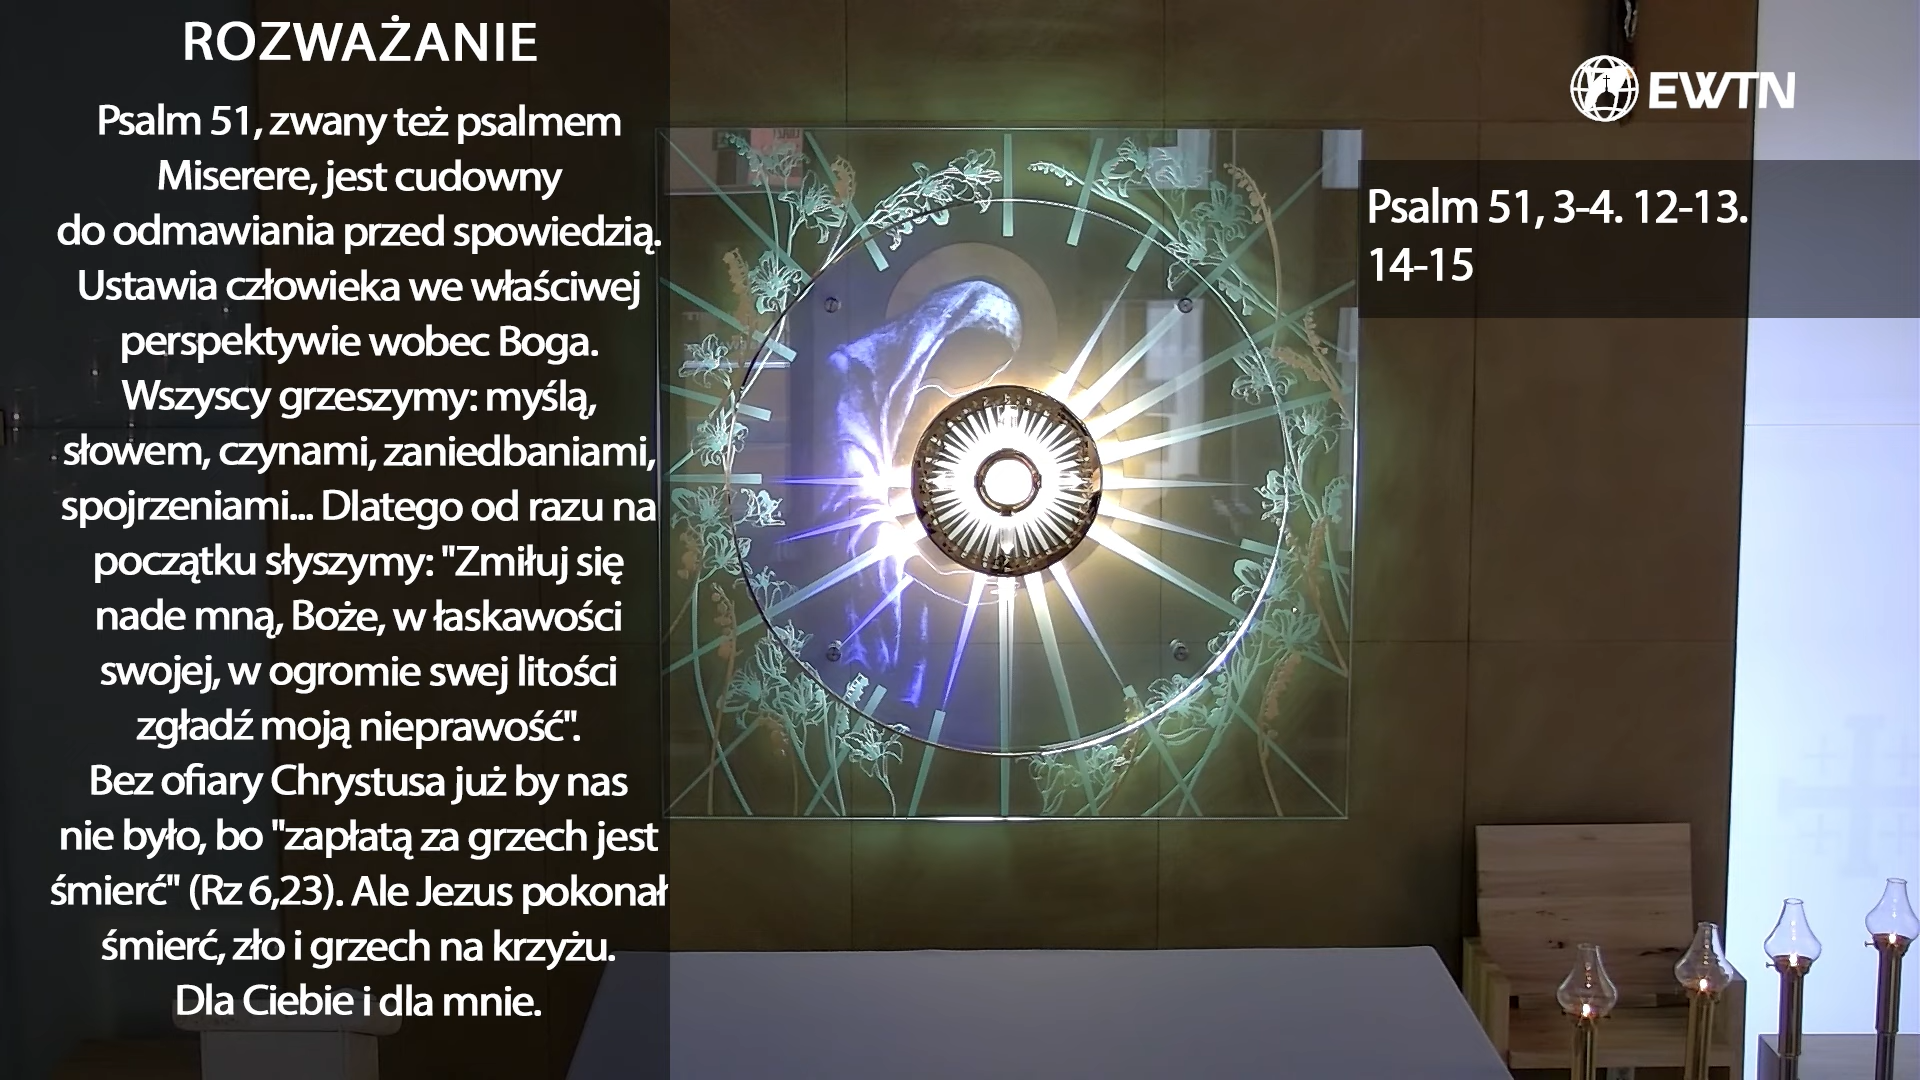 ROZWAŻANIE
Psalm 51, zwany też psalmem
Miserere, jest cudowny
do odmawiania przed spowiedzią.
Ustawia człowieka we właściwej
perspektywie wobec Boga.
Wszyscy grzeszymy: myślą,
słowem, czynami, zaniedbaniami,
spojrzeniami... Dlatego od razu na
początku słyszymy: "Zmiłuj się
nade mną, Boże, w łaskawości
swojej, w ogromie swej litości
zgładź moją nieprawość".
Bez ofiary Chrystusa już by nas
nie było, bo "zapłatą za grzech jest
śmierć" (Rz 6,23). Ale Jezus pokonał
śmierć, zło i grzech na krzyżu.
Dla Ciebie i dla mnie.
EWTN
Psalm 51, 3-4. 12-13.
14-15